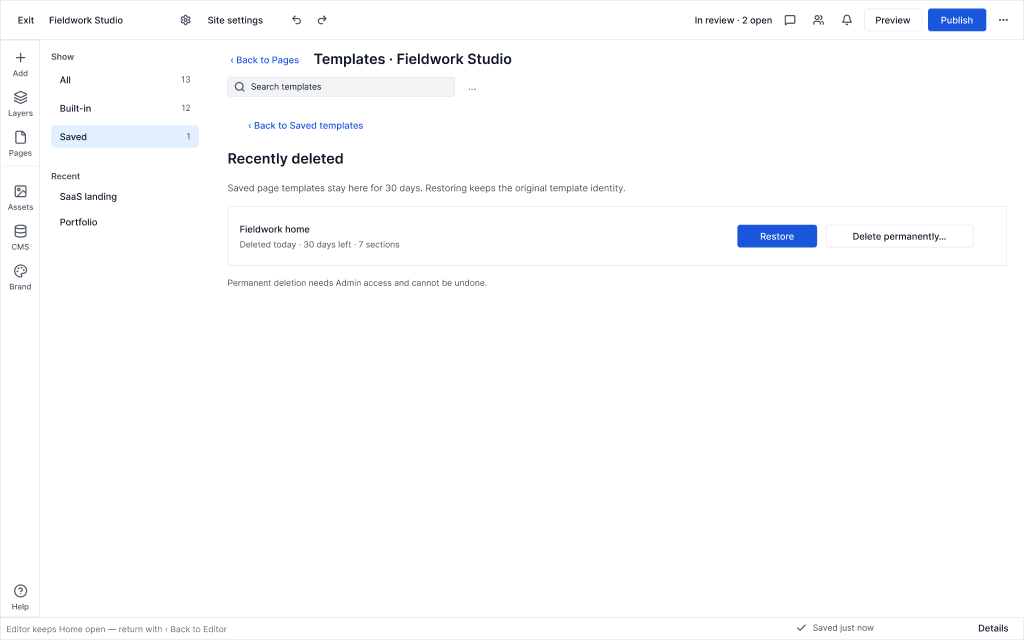 Exit Fieldwork Studio Site settings In review · 2 open Preview Publish
Add
Layers
Pages
Assets
CMS
Brand
Help
Show
All 13
Built-in 12
Saved 1
Recent
SaaS landing
Portfolio
‹ Back to Pages Templates · Fieldwork Studio
Search templates ...
‹ Back to Saved templates
Recently deleted
Saved page templates stay here for 30 days. Restoring keeps the original template identity.
Fieldwork home
Deleted today · 30 days left · 7 sections
Restore Delete permanently...
Permanent deletion needs Admin access and cannot be undone.
Editor keeps Home open — return with ‹ Back to Editor Saved just now Details